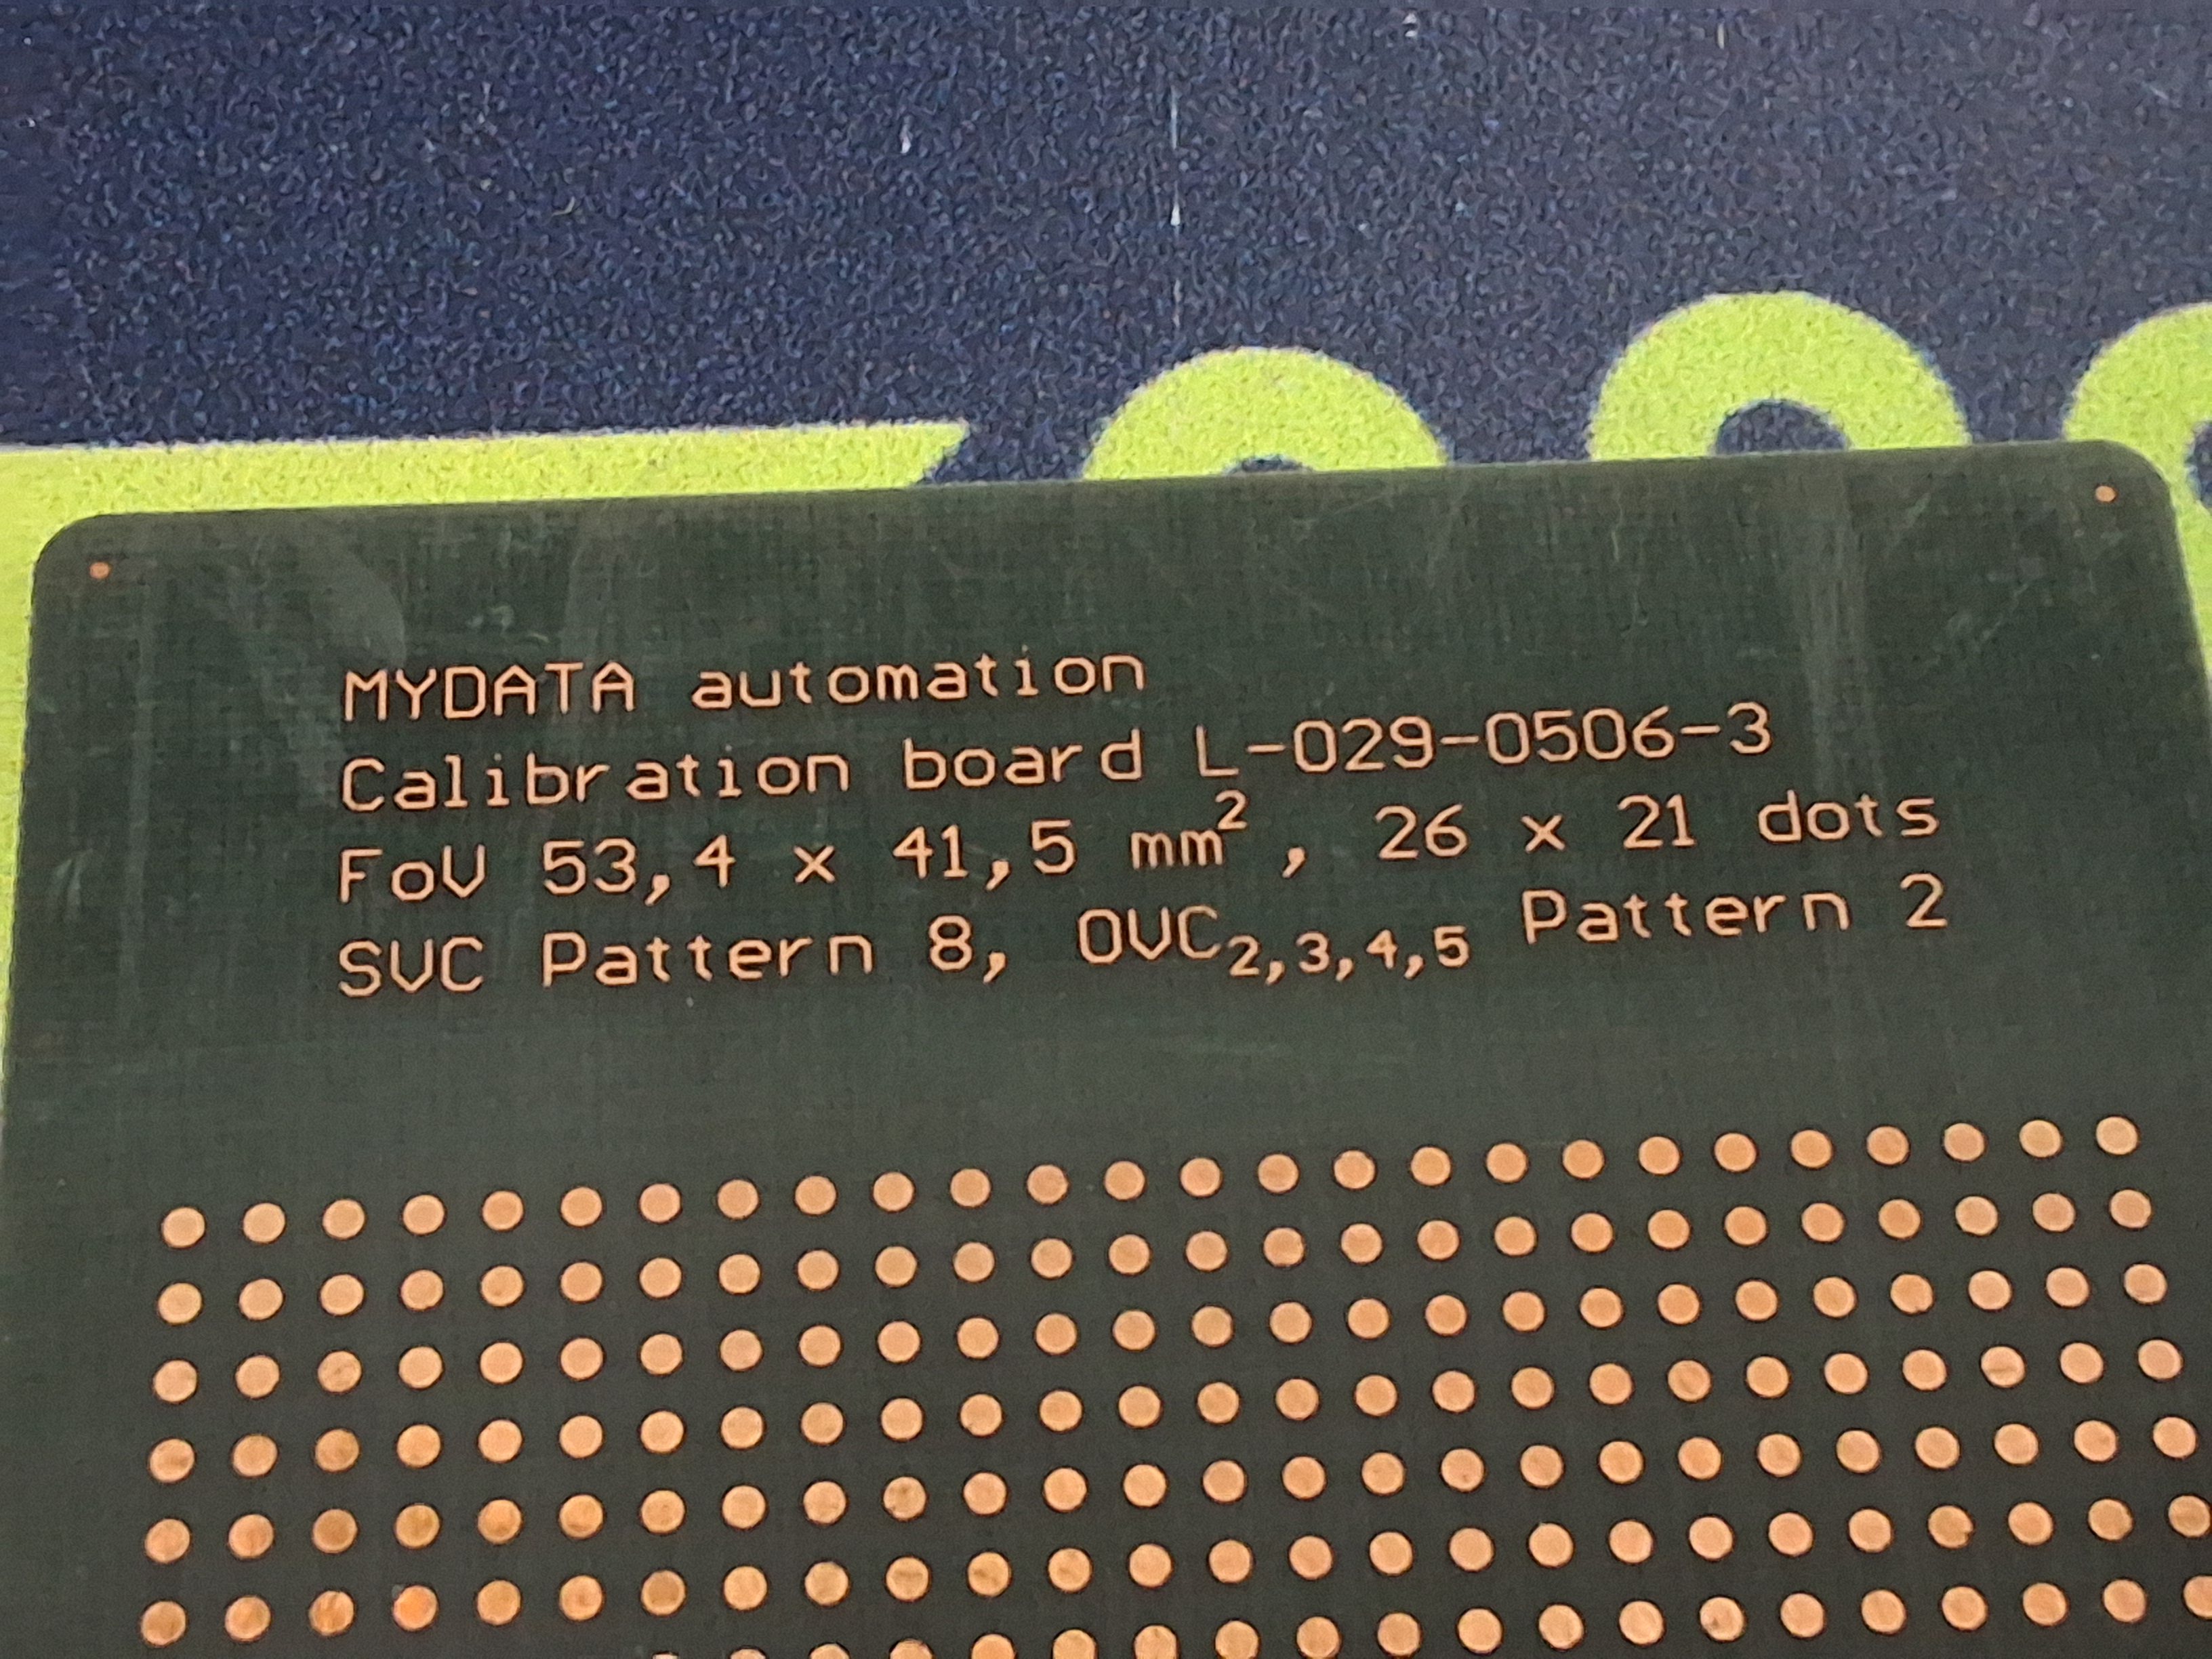 MYDATA automation
Calibration board L-029-0506-3
FoV 53,4 x 41,5 mm², 26 x 21 dots
SVC Pattern 8, OVC₂,₃,₄,₅ Pattern 2